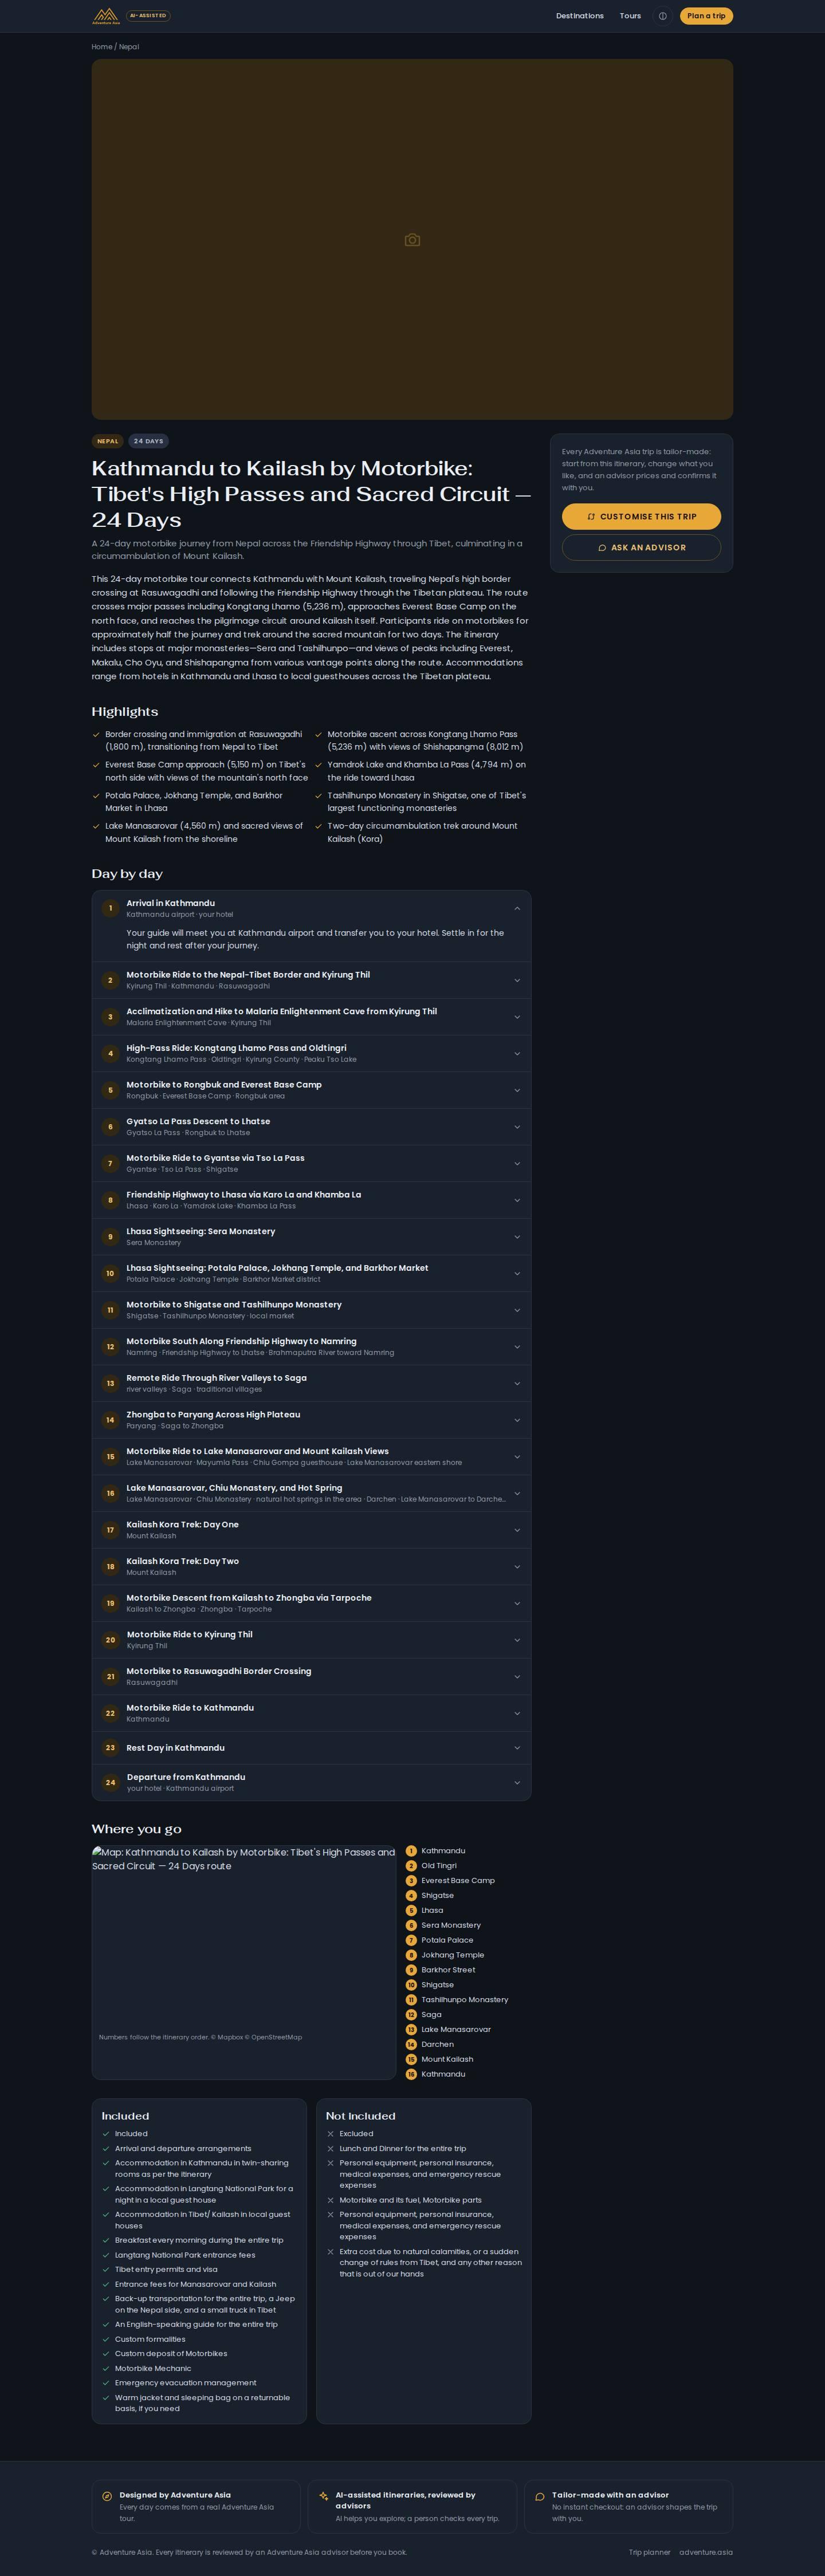 Adventure Asia
AI-ASSISTED
Destinations
Tours
Plan a trip
Home / Nepal
NEPAL
24 DAYS
Kathmandu to Kailash by Motorbike:
Tibet's High Passes and Sacred Circuit —
24 Days
A 24-day motorbike journey from Nepal across the Friendship Highway through Tibet, culminating in a
circumambulation of Mount Kailash.
This 24-day motorbike tour connects Kathmandu with Mount Kailash, traveling Nepal's high border
crossing at Rasuwagadhi and following the Friendship Highway through the Tibetan plateau. The route
crosses major passes including Kongtang Lhamo (5,236 m), approaches Everest Base Camp on the
north face, and reaches the pilgrimage circuit around Kailash itself. Participants ride on motorbikes for
approximately half the journey and trek around the sacred mountain for two days. The itinerary
includes stops at major monasteries—Sera and Tashilhunpo—and views of peaks including Everest,
Makalu, Cho Oyu, and Shishapangma from various vantage points along the route. Accommodations
range from hotels in Kathmandu and Lhasa to local guesthouses across the Tibetan plateau.
Every Adventure Asia trip is tailor-made:
start from this itinerary, change what you
like, and an advisor prices and confirms it
with you.
CUSTOMISE THIS TRIP
ASK AN ADVISOR
Highlights
Border crossing and immigration at Rasuwagadhi
(1,800 m), transitioning from Nepal to Tibet
Motorbike ascent across Kongtang Lhamo Pass
(5,236 m) with views of Shishapangma (8,012 m)
Everest Base Camp approach (5,150 m) on Tibet's
north side with views of the mountain's north face
Yamdrok Lake and Khamba La Pass (4,794 m) on
the ride toward Lhasa
Potala Palace, Jokhang Temple, and Barkhor
Market in Lhasa
Tashilhunpo Monastery in Shigatse, one of Tibet's
largest functioning monasteries
Lake Manasarovar (4,560 m) and sacred views of
Mount Kailash from the shoreline
Two-day circumambulation trek around Mount
Kailash (Kora)
Day by day
1
Arrival in Kathmandu
Kathmandu airport · your hotel
Your guide will meet you at Kathmandu airport and transfer you to your hotel. Settle in for the
night and rest after your journey.
2
Motorbike Ride to the Nepal-Tibet Border and Kyirung Thil
Kyirung Thil · Kathmandu · Rasuwagadhi
3
Acclimatization and Hike to Malaria Enlightenment Cave from Kyirung Thil
Malaria Enlightenment Cave · Kyirung Thil
4
High-Pass Ride: Kongtang Lhamo Pass and Oldtingri
Kongtang Lhamo Pass · Oldtingri · Kyirung County · Peaku Tso Lake
5
Motorbike to Rongbuk and Everest Base Camp
Rongbuk · Everest Base Camp · Rongbuk area
6
Gyatso La Pass Descent to Lhatse
Gyatso La Pass · Rongbuk to Lhatse
7
Motorbike Ride to Gyantse via Tso La Pass
Gyantse · Tso La Pass · Shigatse
8
Friendship Highway to Lhasa via Karo La and Khamba La
Lhasa · Karo La · Yamdrok Lake · Khamba La Pass
9
Lhasa Sightseeing: Sera Monastery
Sera Monastery
10
Lhasa Sightseeing: Potala Palace, Jokhang Temple, and Barkhor Market
Potala Palace · Jokhang Temple · Barkhor Market district
11
Motorbike to Shigatse and Tashilhunpo Monastery
Shigatse · Tashilhunpo Monastery · local market
12
Motorbike South Along Friendship Highway to Namring
Namring · Friendship Highway to Lhatse · Brahmaputra River toward Namring
13
Remote Ride Through River Valleys to Saga
river valleys · Saga · traditional villages
14
Zhongba to Paryang Across High Plateau
Paryang · Saga to Zhongba
15
Motorbike Ride to Lake Manasarovar and Mount Kailash Views
Lake Manasarovar · Mayumla Pass · Chiu Gompa guesthouse · Lake Manasarovar eastern shore
16
Lake Manasarovar, Chiu Monastery, and Hot Spring
Lake Manasarovar · Chiu Monastery · natural hot springs in the area · Darchen · Lake Manasarovar to Darche...
17
Kailash Kora Trek: Day One
Mount Kailash
18
Kailash Kora Trek: Day Two
Mount Kailash
19
Motorbike Descent from Kailash to Zhongba via Tarpoche
Kailash to Zhongba · Zhongba · Tarpoche
20
Motorbike Ride to Kyirung Thil
Kyirung Thil
21
Motorbike to Rasuwagadhi Border Crossing
Rasuwagadhi
22
Motorbike Ride to Kathmandu
Kathmandu
23
Rest Day in Kathmandu
24
Departure from Kathmandu
your hotel · Kathmandu airport
Where you go
Map: Kathmandu to Kailash by Motorbike: Tibet's High Passes and
Sacred Circuit — 24 Days route
Numbers follow the itinerary order. © Mapbox © OpenStreetMap
1 Kathmandu
2 Old Tingri
3 Everest Base Camp
4 Shigatse
5 Lhasa
6 Sera Monastery
7 Potala Palace
8 Jokhang Temple
9 Barkhor Street
10 Shigatse
11 Tashilhunpo Monastery
12 Saga
13 Lake Manasarovar
14 Darchen
15 Mount Kailash
16 Kathmandu
Included
Included
Arrival and departure arrangements
Accommodation in Kathmandu in twin-sharing
rooms as per the itinerary
Accommodation in Langtang National Park for a
night in a local guest house
Accommodation in Tibet/ Kailash in local guest
houses
Breakfast every morning during the entire trip
Langtang National Park entrance fees
Tibet entry permits and visa
Entrance fees for Manasarovar and Kailash
Back-up transportation for the entire trip, a Jeep
on the Nepal side, and a small truck in Tibet
An English-speaking guide for the entire trip
Custom formalities
Custom deposit of Motorbikes
Motorbike Mechanic
Emergency evacuation management
Warm jacket and sleeping bag on a returnable
basis, if you need
Not included
Excluded
Lunch and Dinner for the entire trip
Personal equipment, personal insurance,
medical expenses, and emergency rescue
expenses
Motorbike and its fuel, Motorbike parts
Personal equipment, personal insurance,
medical expenses, and emergency rescue
expenses
Extra cost due to natural calamities, or a sudden
change of rules from Tibet, and any other reason
that is out of our hands
Designed by Adventure Asia
Every day comes from a real Adventure Asia
tour.
AI-assisted itineraries, reviewed by
advisors
AI helps you explore; a person checks every trip.
Tailor-made with an advisor
No instant checkout: an advisor shapes the trip
with you.
© Adventure Asia. Every itinerary is reviewed by an Adventure Asia advisor before you book.
Trip planner
adventure.asia